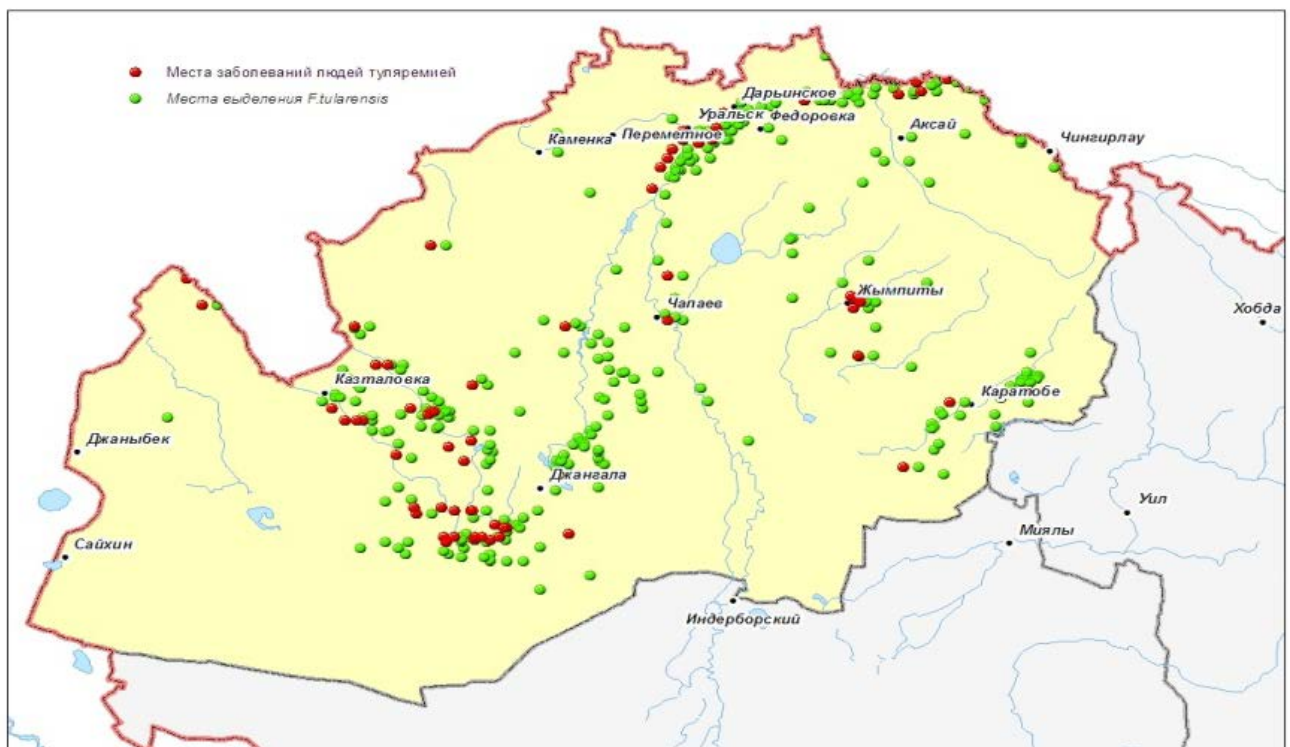 Места заболеваний людей туляремией
Места выделения F.tularensis
Дарьинское
Уральск
Федоровка
Переметное
Каменка
Аксай
Чингирлау
Чапаев
Жымпиты
Хобда
Казталовка
Каратобе
Джаныбек
Джангала
Уил
Миялы
Сайхин
Индерборский